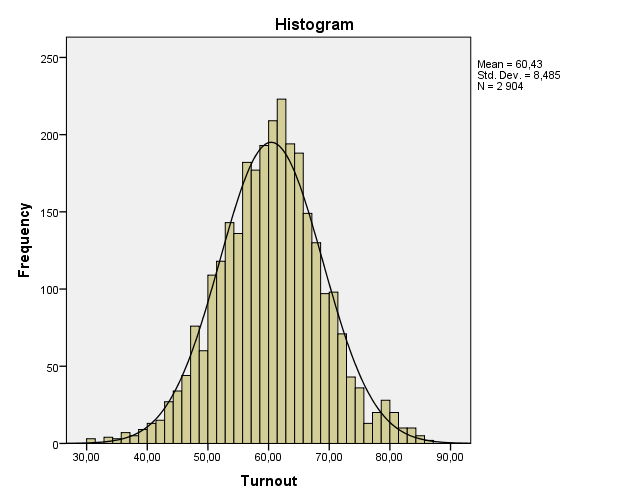 Histogram
250
200
150
100
50
0
Frequency
30,00 40,00 50,00 60,00 70,00 80,00 90,00
Turnout
Mean = 60,43
Std. Dev. = 8,485
N = 2 904